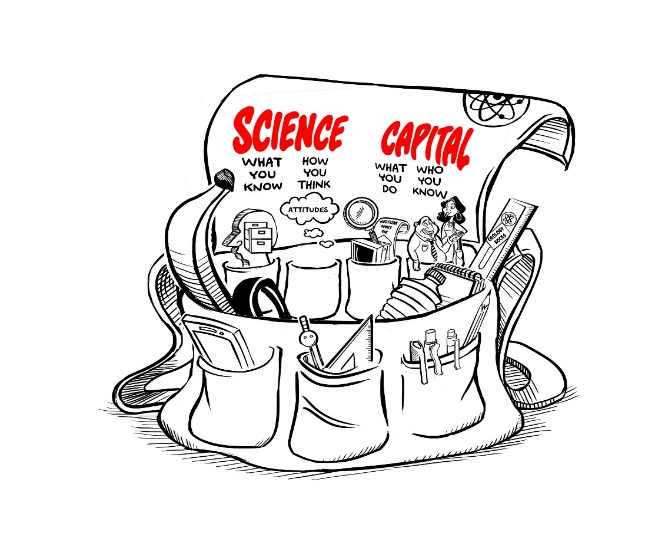 SCIENCE CAPITAL
WHAT
YOU
KNOW
HOW
YOU
THINK
WHAT
YOU
DO
WHO
YOU
KNOW
ATTITUDES